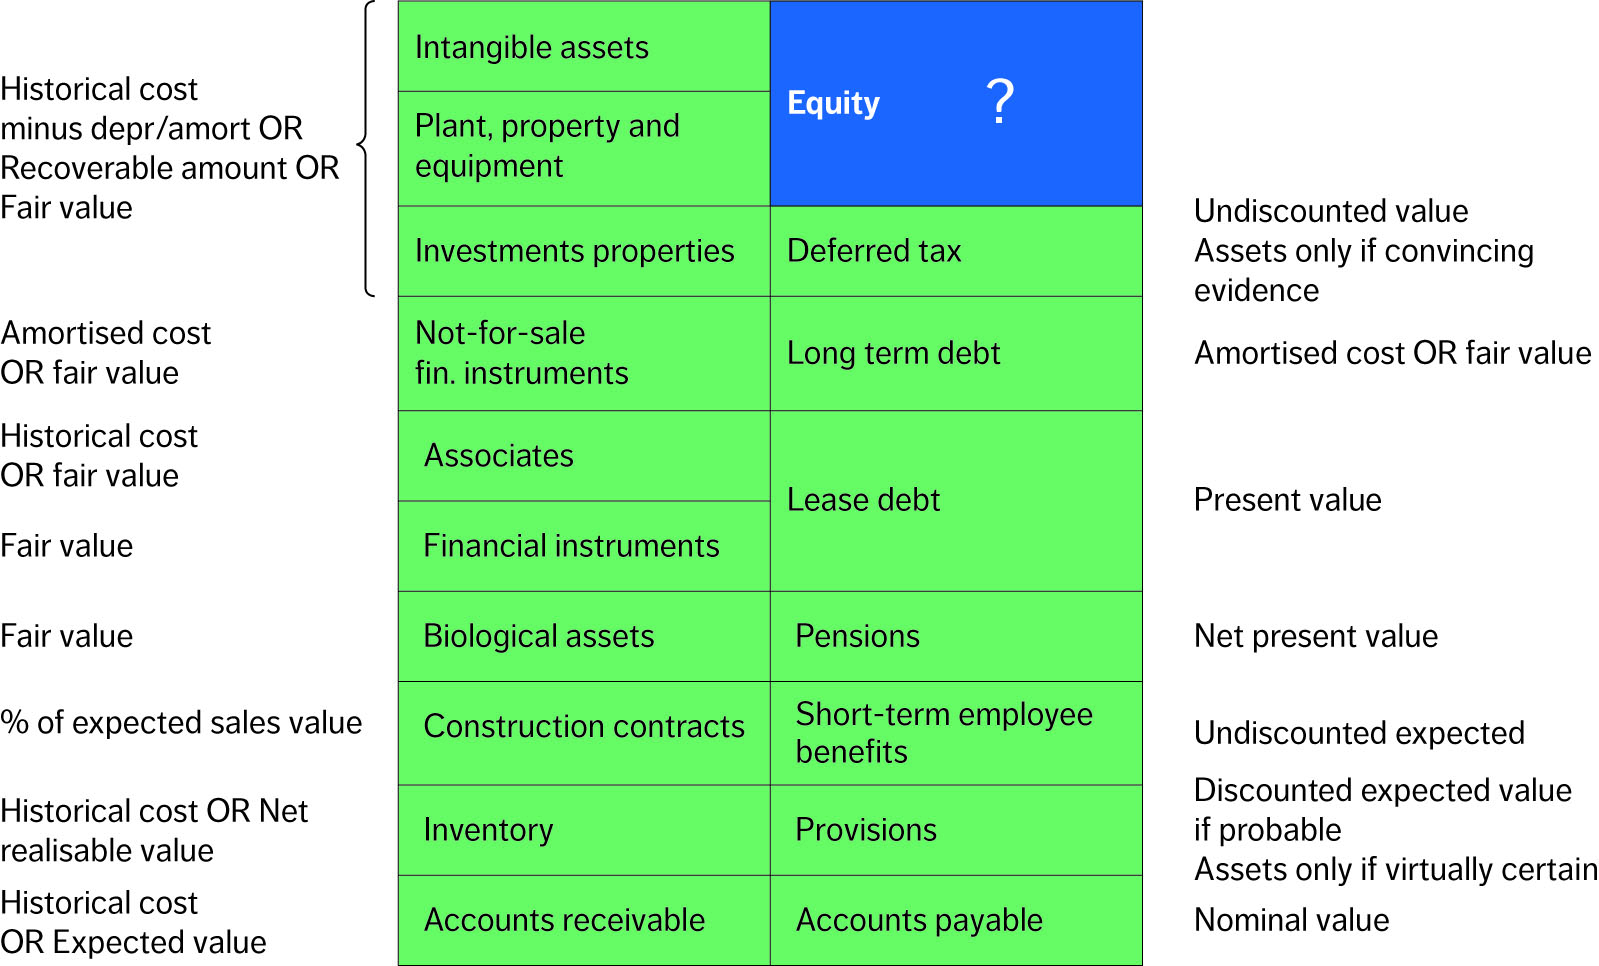 Historical cost
minus depr/amort OR
Recoverable amount OR
Fair value
Intangible assets
Plant, property and
equipment
Investments properties
Equity ?
Deferred tax
Undiscounted value
Assets only if convincing
evidence
Amortised cost
OR fair value
Not-for-sale
fin. instruments
Long term debt
Amortised cost OR fair value
Historical cost
OR fair value
Associates
Lease debt
Present value
Fair value
Financial instruments
Fair value
Biological assets
Pensions
Net present value
% of expected sales value
Construction contracts
Short-term employee
benefits
Undiscounted expected
Historical cost OR Net
realisable value
Inventory
Provisions
Discounted expected value
if probable
Assets only if virtually certain
Historical cost
OR Expected value
Accounts receivable
Accounts payable
Nominal value